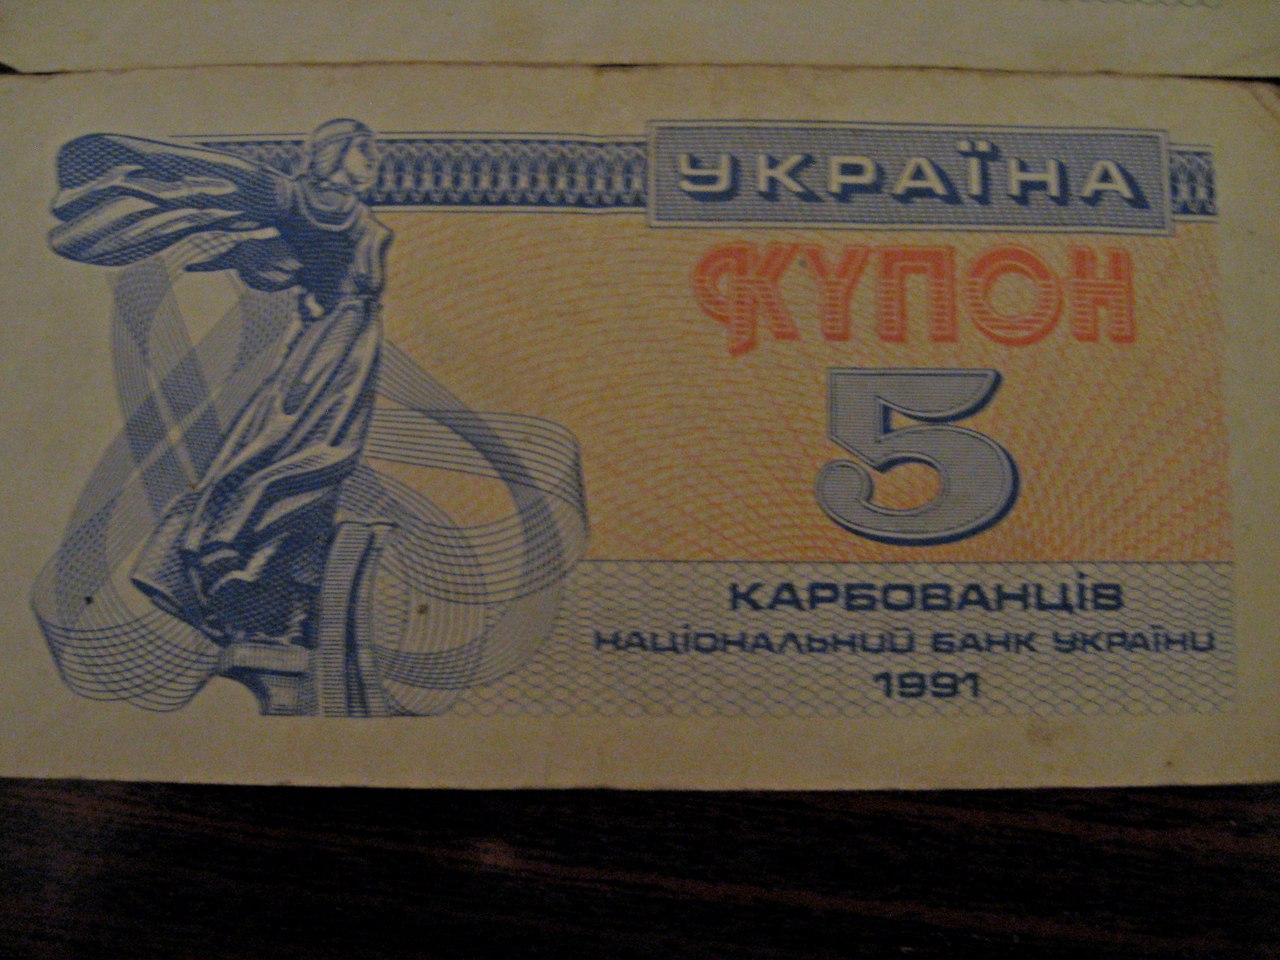 УКРАЇНА
КУПОН
5
КАРБОВАНЦІВ
НАЦІОНАЛЬНИЙ БАНК УКРАЇНИ
1991